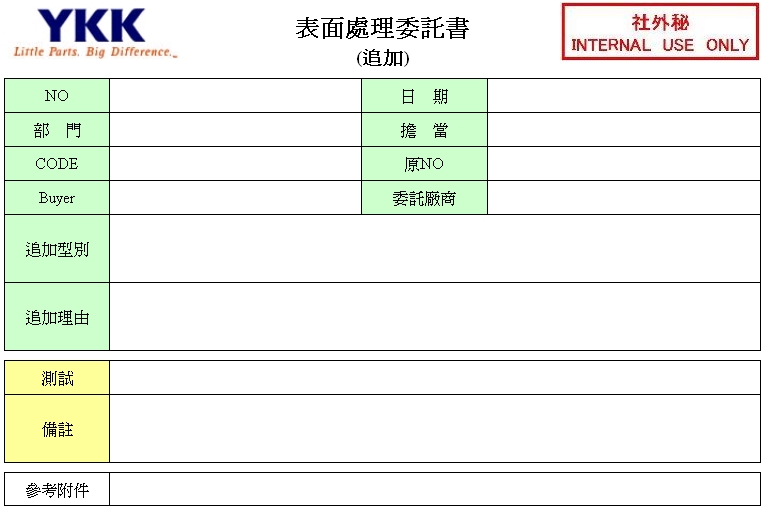 YKK
Little Parts. Big Difference.
表面處理委託書
(追加)
社外秘
INTERNAL USE ONLY
NO
日 期
部 門
擔 當
CODE
原NO
Buyer
委託廠商
追加型別
追加理由
測試
備註
參考附件